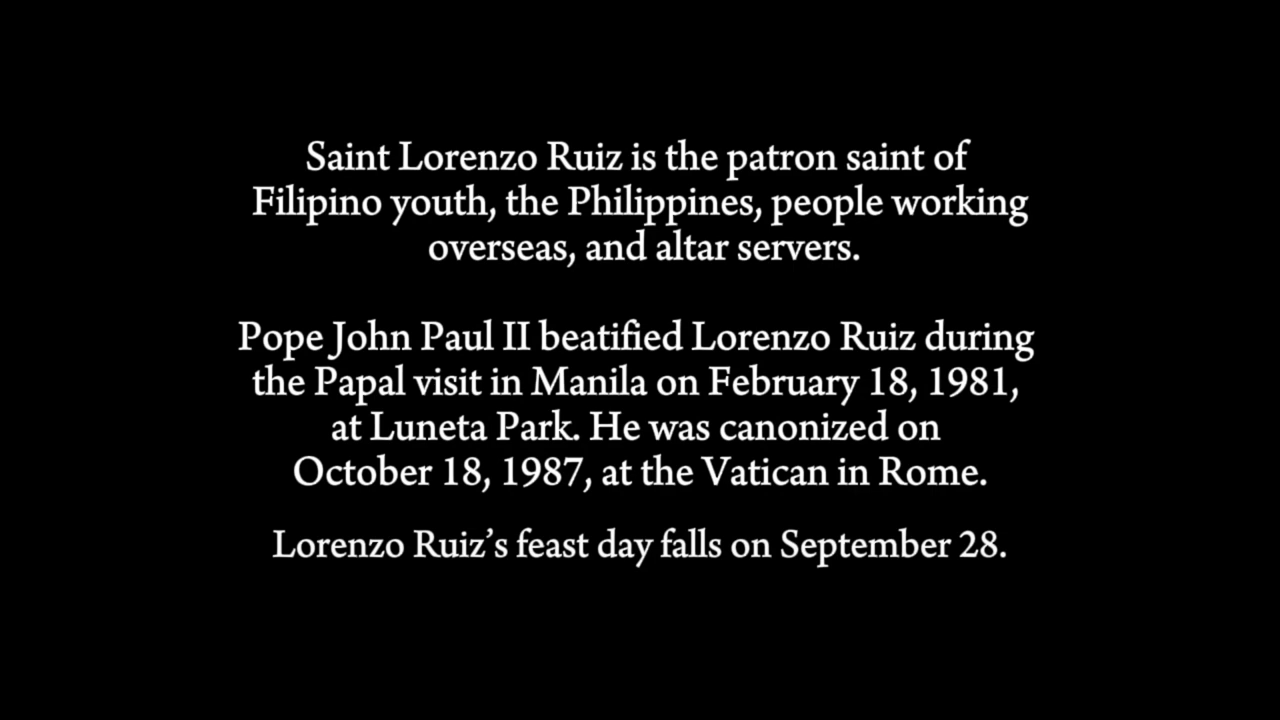 Saint Lorenzo Ruiz is the patron saint of
Filipino youth, the Philippines, people working
overseas, and altar servers.
Pope John Paul II beatified Lorenzo Ruiz during
the Papal visit in Manila on February 18, 1981,
at Luneta Park. He was canonized on
October 18, 1987, at the Vatican in Rome.
Lorenzo Ruiz’s feast day falls on September 28.